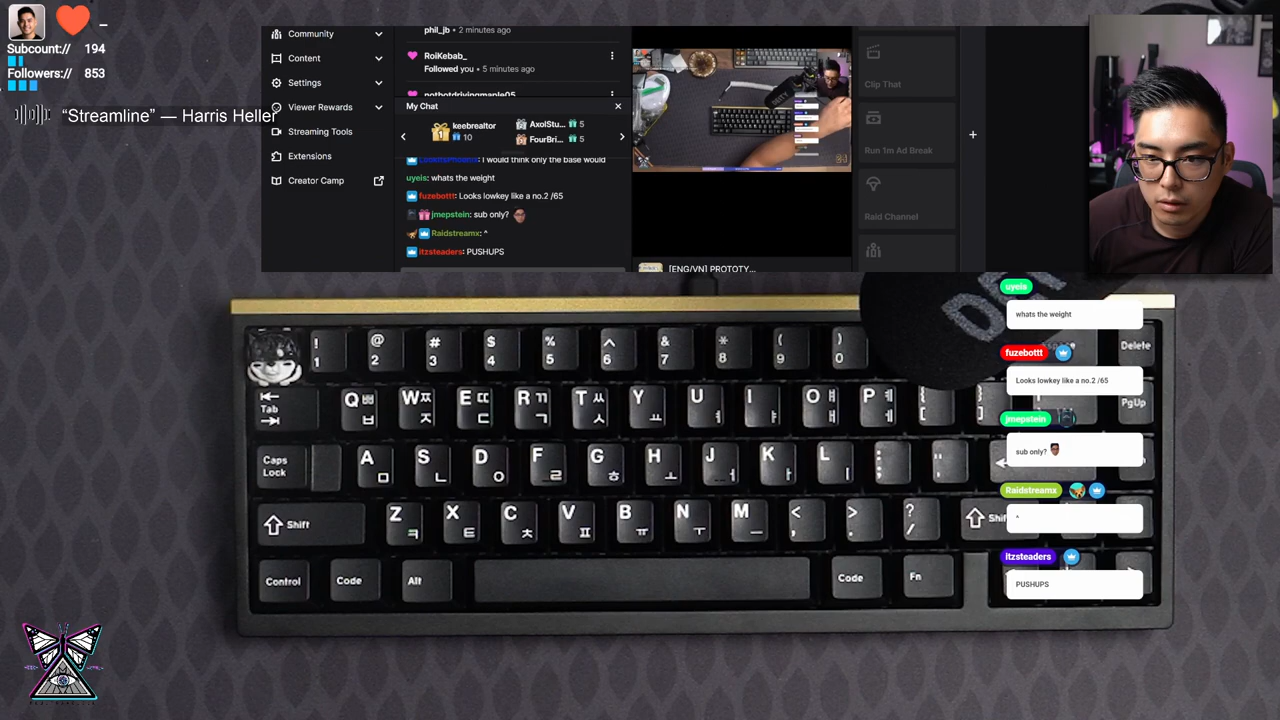 Subcount:// 194
Followers:// 853
“Streamline” — Harris Heller
Community
Content
Settings
Viewer Rewards
Streaming Tools
Extensions
Creator Camp
phil_jb • 2 minutes ago
RoiKebab_
Followed you • 5 minutes ago
notbotdrivingmaple05
My Chat
keebrealtor
10
AxolStu... 5
FourBri... 5
I would think only the base would
uyeis: whats the weight
fuzebottt: Looks lowkey like a no.2 /65
jmepstein: sub only?
Raidstreamx: ^
itzsteaders: PUSHUPS
[ENG/VN] PROTOTY...
Clip That
Run 1m Ad Break
Raid Channel
uyeis
whats the weight
fuzebottt
Looks lowkey like a no.2 /65
jmepstein
sub only?
Raidstreamx
^
itzsteaders
PUSHUPS
! 1 @ 2 # 3 $ 4 % 5 ^ 6 & 7 * 8 ( 9 ) 0 Delete
Tab Q ㅃ ㅂ W ㅉ ㅈ E ㄸ ㄷ R ㄲ ㄱ T ㅆ ㅅ Y ㅛ U ㅕ I ㅑ O ㅒ ㅐ P ㅖ ㅔ { [ } ] PgUp
Caps Lock A ㅁ S ㄴ D ㅇ F ㄹ G ㅎ H ㅗ J ㅓ K ㅏ L ㅣ : ; " '
Shift Z ㅋ X ㅌ C ㅊ V ㅍ B ㅠ N ㅜ M ㅡ < , > . ? / Shif
Control Code Alt Code Fn